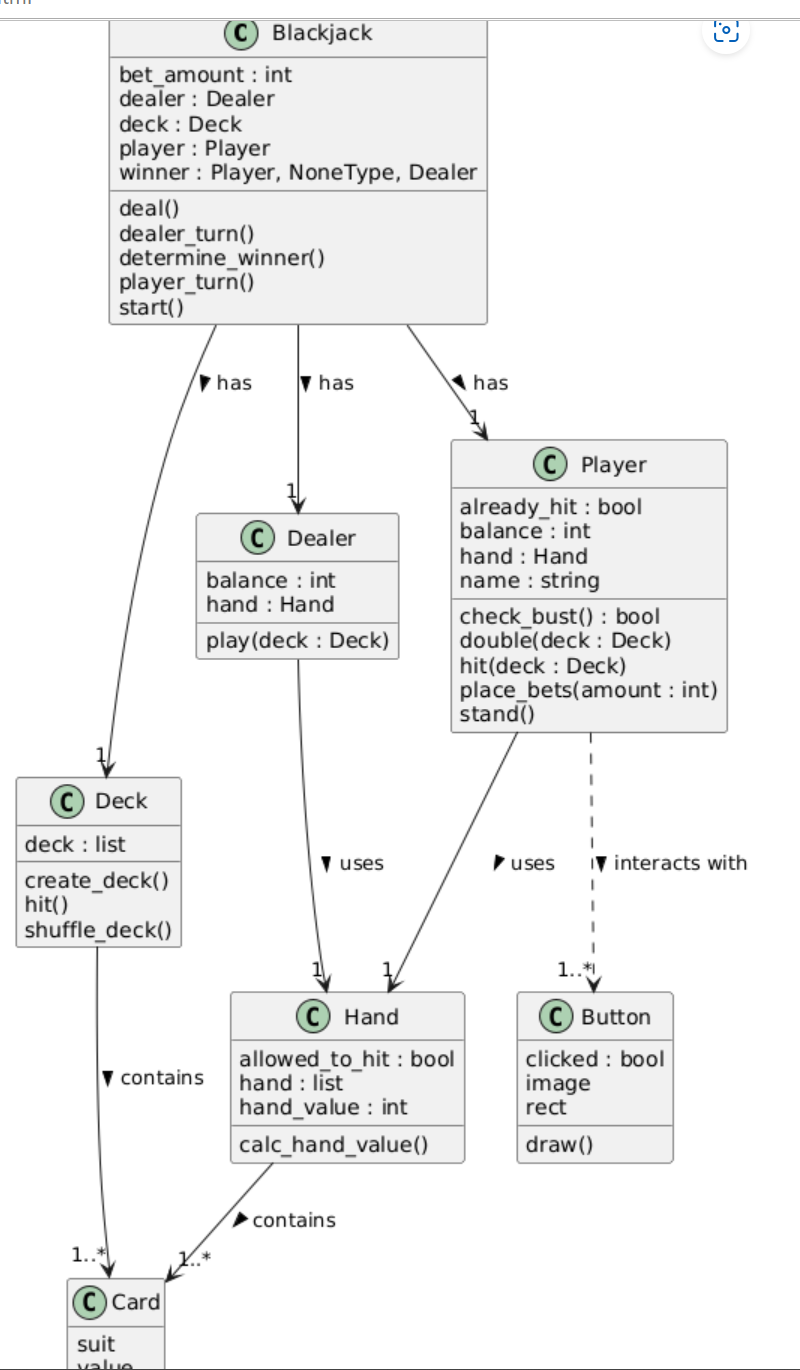 C Blackjack
bet_amount : int
dealer : Dealer
deck : Deck
player : Player
winner : Player, NoneType, Dealer
deal()
dealer_turn()
determine_winner()
player_turn()
start()
has
has
has
1
C Player
already_hit : bool
balance : int
hand : Hand
name : string
check_bust() : bool
double(deck : Deck)
hit(deck : Deck)
place_bets(amount : int)
stand()
1
C Dealer
balance : int
hand : Hand
play(deck : Deck)
1
C Deck
deck : list
create_deck()
hit()
shuffle_deck()
uses
uses
interacts with
1
1
1..*
C Hand
allowed_to_hit : bool
hand : list
hand_value : int
calc_hand_value()
C Button
clicked : bool
image
rect
draw()
contains
contains
1..*
1..*
C Card
suit
value